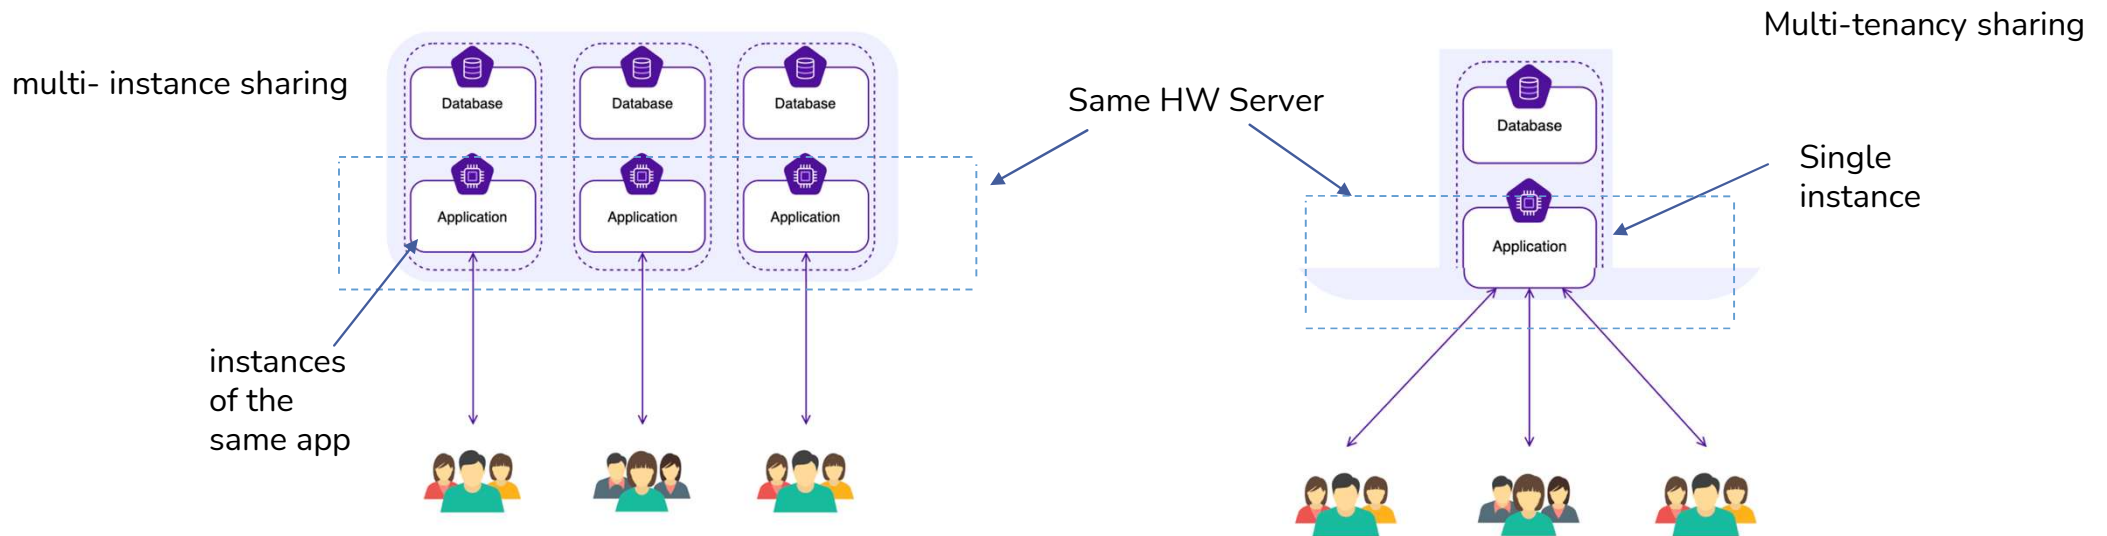 Multi-tenancy sharing
multi- instance sharing
Same HW Server
Database
Database
Database
Database
Single
instance
Application
Application
Application
Application
instances
of the
same app